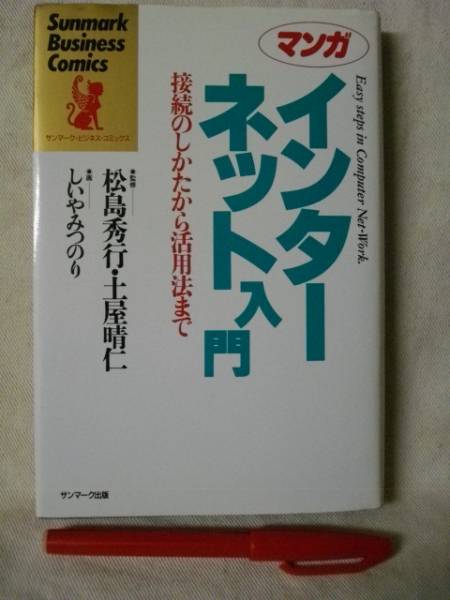 Sunmark
Business
Comics
サンマーク・ビジネス・コミックス
マンガ
Easy steps in Computer Net-Work.
インター
ネット入門
接続のしかたから活用法まで
●監修
松島秀行・土屋晴仁
●画
しいやみつのり
サンマーク出版